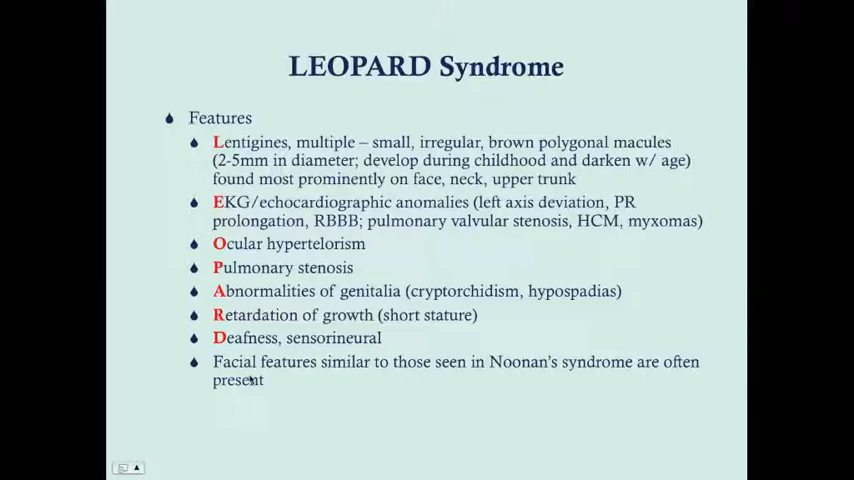 LEOPARD Syndrome
Features
Lentigines, multiple – small, irregular, brown polygonal macules
(2-5mm in diameter; develop during childhood and darken w/ age)
found most prominently on face, neck, upper trunk
EKG/echocardiographic anomalies (left axis deviation, PR
prolongation, RBBB; pulmonary valvular stenosis, HCM, myxomas)
Ocular hypertelorism
Pulmonary stenosis
Abnormalities of genitalia (cryptorchidism, hypospadias)
Retardation of growth (short stature)
Deafness, sensorineural
Facial features similar to those seen in Noonan's syndrome are often
present